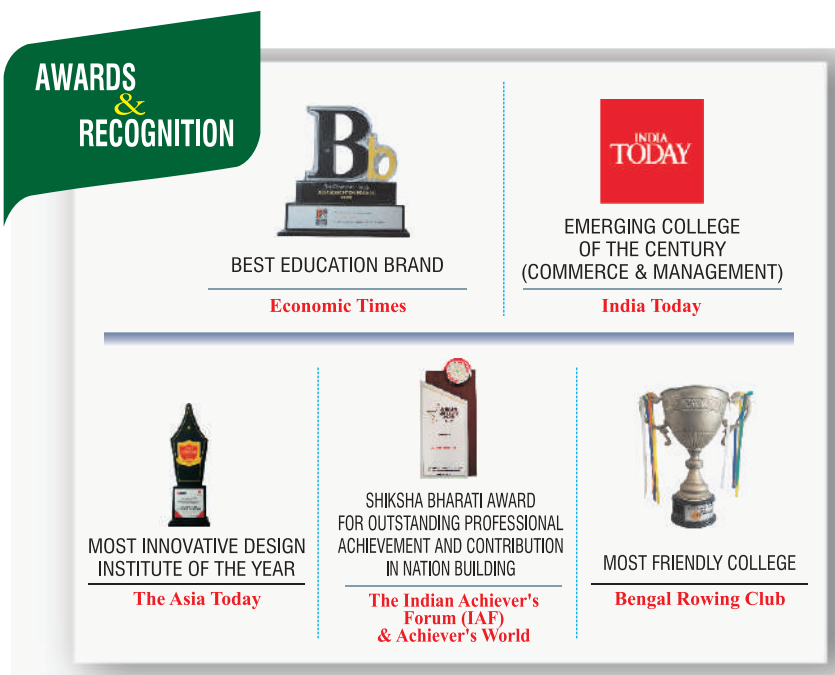 AWARDS
&
RECOGNITION
Bb
BEST EDUCATION BRAND
Economic Times
INDIA
TODAY
EMERGING COLLEGE
OF THE CENTURY
(COMMERCE & MANAGEMENT)
India Today
MOST INNOVATIVE DESIGN
INSTITUTE OF THE YEAR
The Asia Today
SHIKSHA BHARATI AWARD
FOR OUTSTANDING PROFESSIONAL
ACHIEVEMENT AND CONTRIBUTION
IN NATION BUILDING
The Indian Achiever's
Forum (IAF)
& Achiever's World
MOST FRIENDLY COLLEGE
Bengal Rowing Club